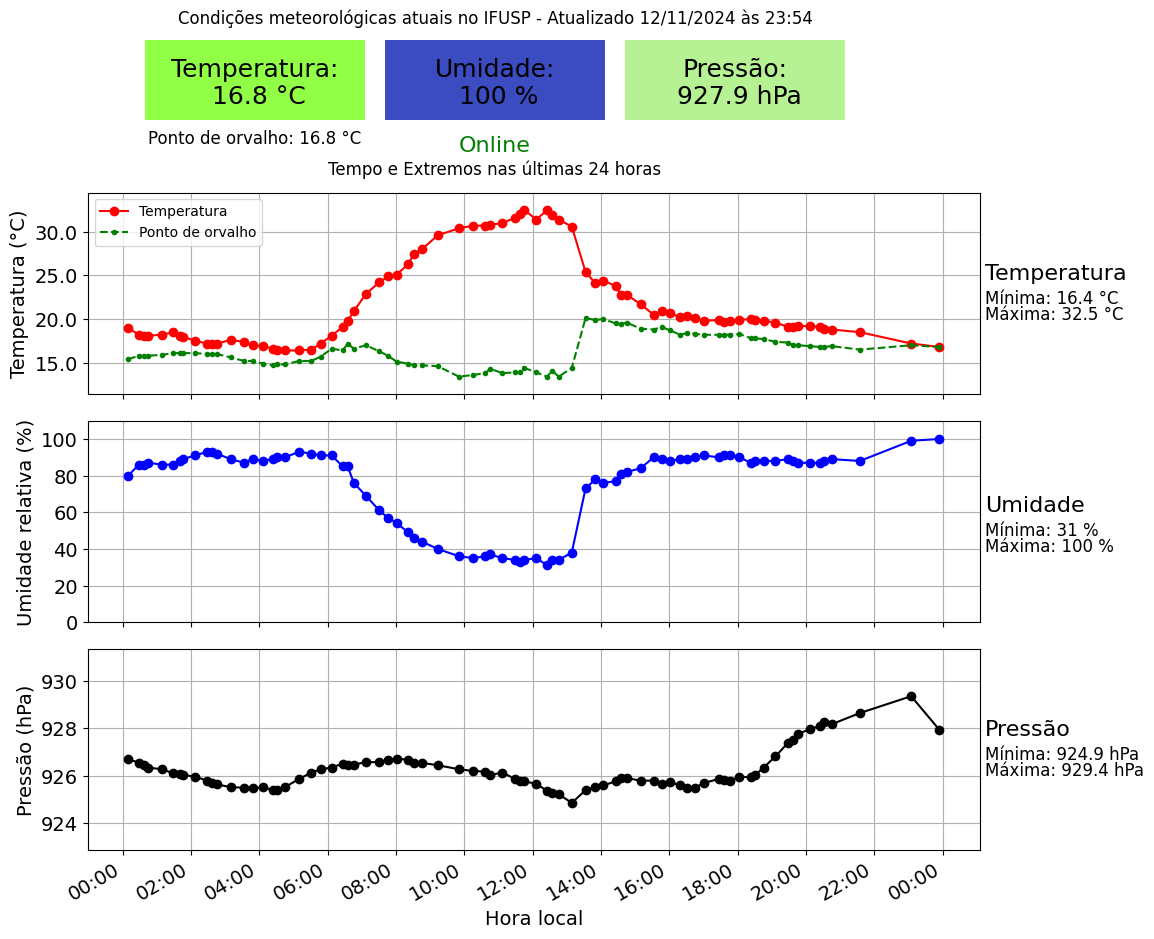 Condições meteorológicas atuais no IFUSP - Atualizado 12/11/2024 às 23:54
Temperatura:
16.8 °C
Umidade:
100 %
Pressão:
927.9 hPa
Ponto de orvalho: 16.8 °C
Online
Tempo e Extremos nas últimas 24 horas
Temperatura (°C)
30.0
25.0
20.0
15.0
Temperatura
Ponto de orvalho
Temperatura
Mínima: 16.4 °C
Máxima: 32.5 °C
Umidade relativa (%)
100
80
60
40
20
0
Umidade
Mínima: 31 %
Máxima: 100 %
Pressão (hPa)
930
928
926
924
Pressão
Mínima: 924.9 hPa
Máxima: 929.4 hPa
00:00 02:00 04:00 06:00 08:00 10:00 12:00 14:00 16:00 18:00 20:00 22:00 00:00
Hora local